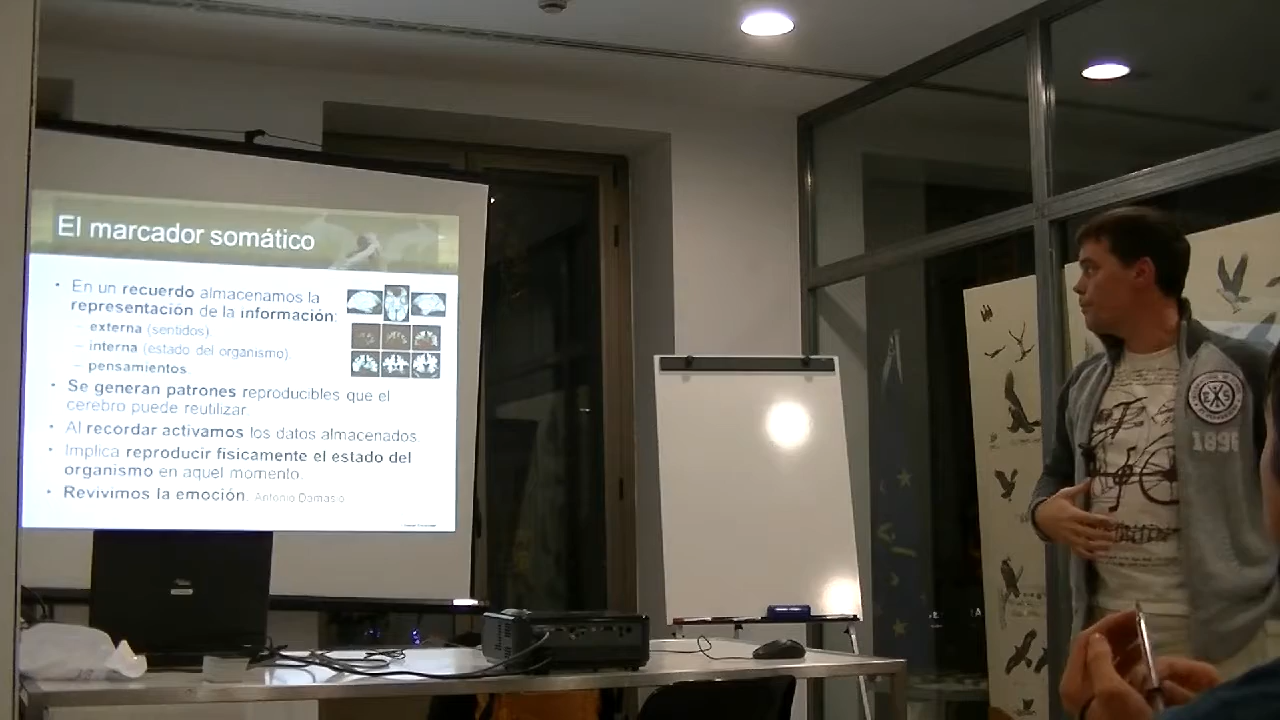 El marcador somático
• En un recuerdo almacenamos la
representación de la información:
– externa (sentidos).
– interna (estado del organismo).
– pensamientos
• Se generan patrones reproducibles que el
cerebro puede reutilizar.
• Al recordar activamos los datos almacenados.
• Implica reproducir físicamente el estado del
organismo en aquel momento.
• Revivimos la emoción. Antonio Damasio
EXS
1896